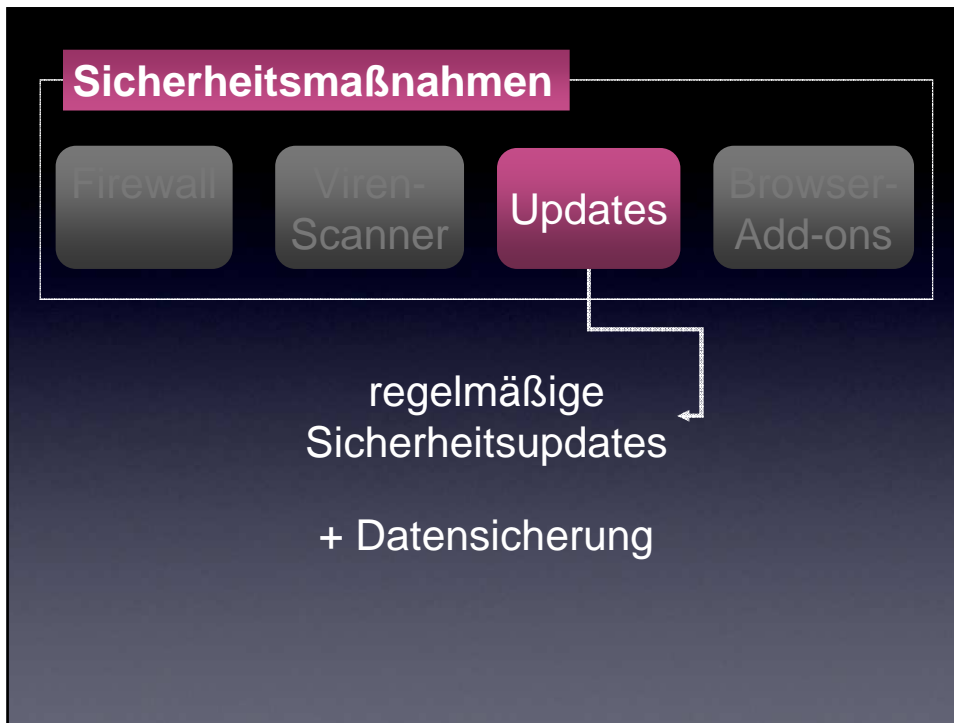 Sicherheitsmaßnahmen
Firewall
Viren-
Scanner
Updates
Browser-
Add-ons
regelmäßige
Sicherheitsupdates
+ Datensicherung